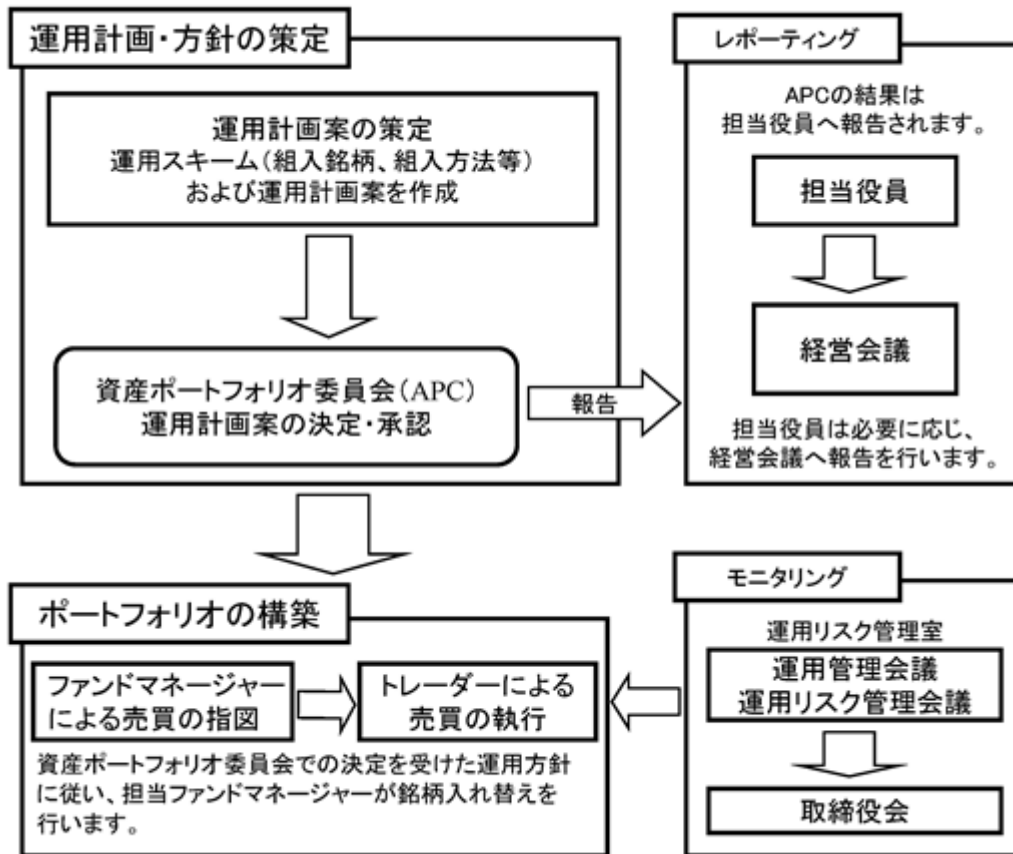 運用計画・方針の策定
運用計画案の策定
運用スキーム(組入銘柄、組入方法等)
および運用計画案を作成
資産ポートフォリオ委員会(APC)
運用計画案の決定・承認
報告
レポーティング
APCの結果は
担当役員へ報告されます。
担当役員
経営会議
担当役員は必要に応じ、
経営会議へ報告を行います。
ポートフォリオの構築
ファンドマネージャー
による売買の指図
トレーダーによる
売買の執行
資産ポートフォリオ委員会での決定を受けた運用方針
に従い、担当ファンドマネージャーが銘柄入れ替えを
行います。
モニタリング
運用リスク管理室
運用管理会議
運用リスク管理会議
取締役会